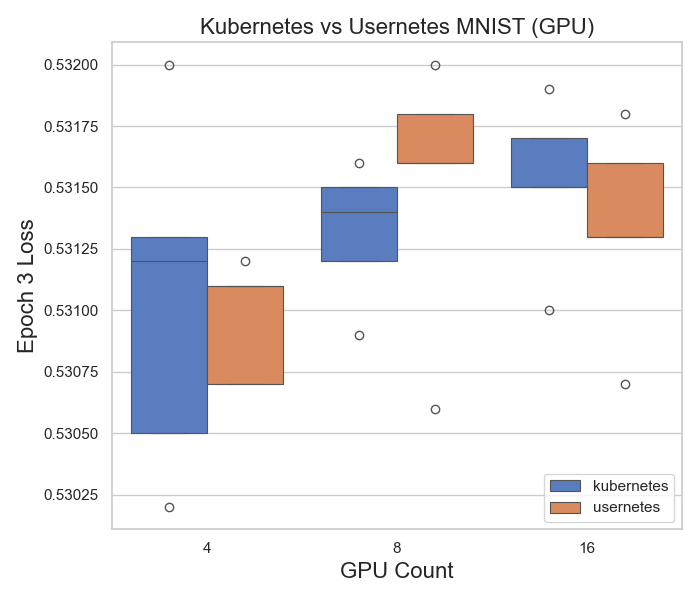 Kubernetes vs Usernetes MNIST (GPU)
Epoch 3 Loss
0.53200
0.53175
0.53150
0.53125
0.53100
0.53075
0.53050
0.53025
kubernetes
usernetes
4 8 16
GPU Count